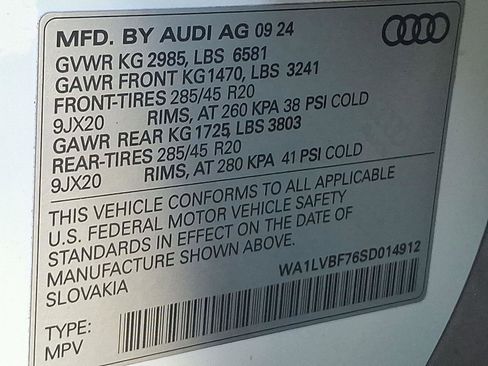 MFD. BY AUDI AG 09 24
GVWR KG 2985, LBS 6581
GAWR FRONT KG1470, LBS 3241
FRONT-TIRES 285/45 R20
9JX20 RIMS, AT 260 KPA 38 PSI COLD
GAWR REAR KG 1725, LBS 3803
REAR-TIRES 285/45 R20
9JX20 RIMS, AT 280 KPA 41 PSI COLD
THIS VEHICLE CONFORMS TO ALL APPLICABLE
U.S. FEDERAL MOTOR VEHICLE SAFETY
STANDARDS IN EFFECT ON THE DATE OF
MANUFACTURE SHOWN ABOVE.
SLOVAKIA
WA1LVBF76SD014912
TYPE:
MPV